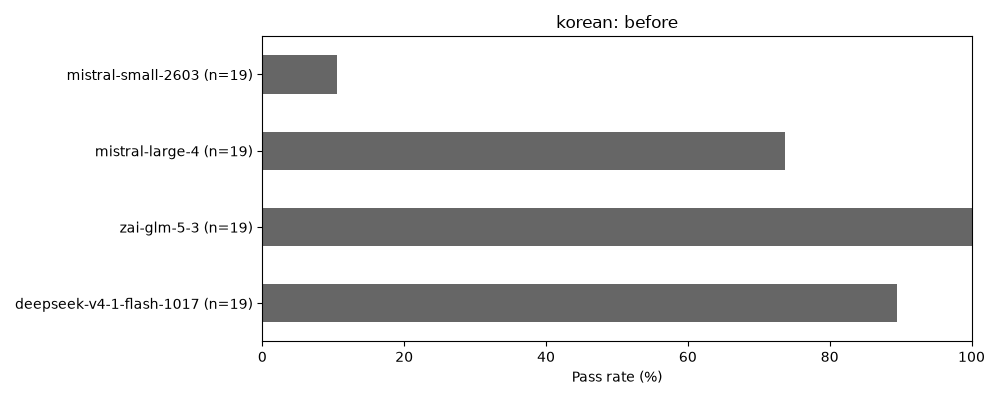 korean: before
mistral-small-2603 (n=19)
mistral-large-4 (n=19)
zai-glm-5-3 (n=19)
deepseek-v4-1-flash-1017 (n=19)
0 20 40 60 80 100
Pass rate (%)